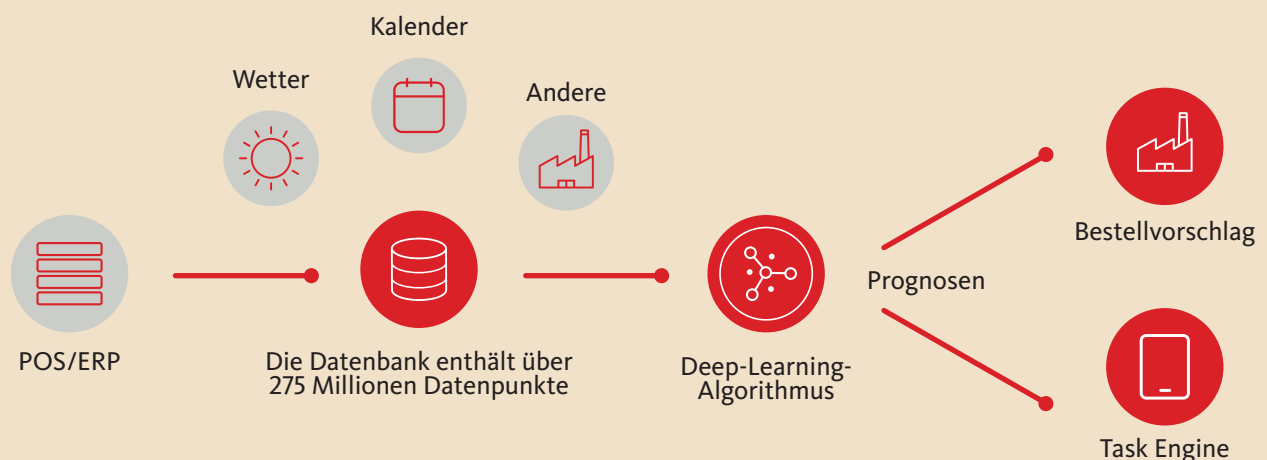 Kalender
Wetter
Andere
POS/ERP
Die Datenbank enthält über
275 Millionen Datenpunkte
Deep-Learning-
Algorithmus
Prognosen
Bestellvorschlag
Task Engine